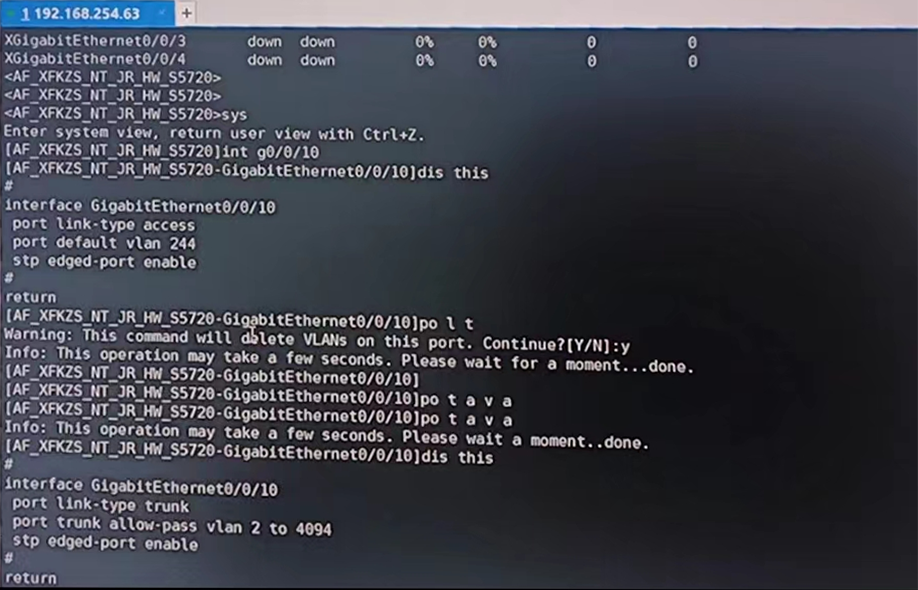 1 192.168.254.63 +
XGigabitEthernet0/0/3 down down 0% 0% 0 0
XGigabitEthernet0/0/4 down down 0% 0% 0 0
<AF_XFKZS_NT_JR_HW_S5720>
<AF_XFKZS_NT_JR_HW_S5720>
<AF_XFKZS_NT_JR_HW_S5720>sys
Enter system view, return user view with Ctrl+Z.
[AF_XFKZS_NT_JR_HW_S5720]int g0/0/10
[AF_XFKZS_NT_JR_HW_S5720-GigabitEthernet0/0/10]dis this
#
interface GigabitEthernet0/0/10
port link-type access
port default vlan 244
stp edged-port enable
#
return
[AF_XFKZS_NT_JR_HW_S5720-GigabitEthernet0/0/10]po l t
Warning: This command will delete VLANs on this port. Continue?[Y/N]:y
Info: This operation may take a few seconds. Please wait for a moment...done.
[AF_XFKZS_NT_JR_HW_S5720-GigabitEthernet0/0/10]
[AF_XFKZS_NT_JR_HW_S5720-GigabitEthernet0/0/10]po t a v a
[AF_XFKZS_NT_JR_HW_S5720-GigabitEthernet0/0/10]po t a v a
Info: This operation may take a few seconds. Please wait a moment..done.
[AF_XFKZS_NT_JR_HW_S5720-GigabitEthernet0/0/10]dis this
#
interface GigabitEthernet0/0/10
port link-type trunk
port trunk allow-pass vlan 2 to 4094
stp edged-port enable
#
return